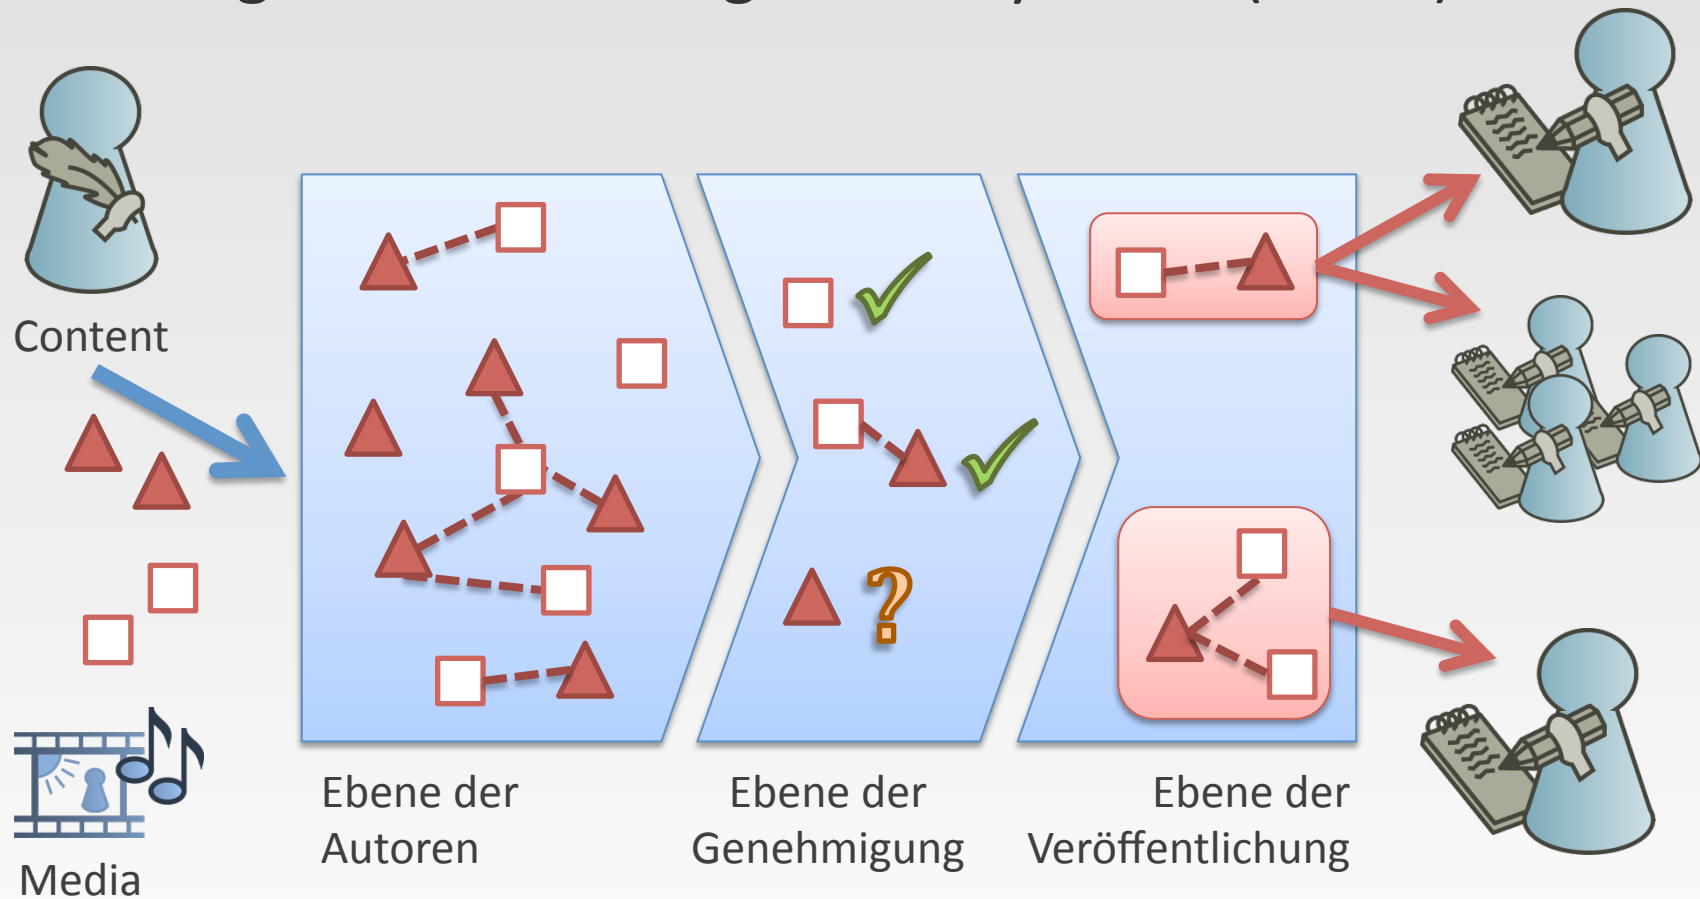 Content
Media
Ebene der
Autoren
Ebene der
Genehmigung
Ebene der
Veröffentlichung
?